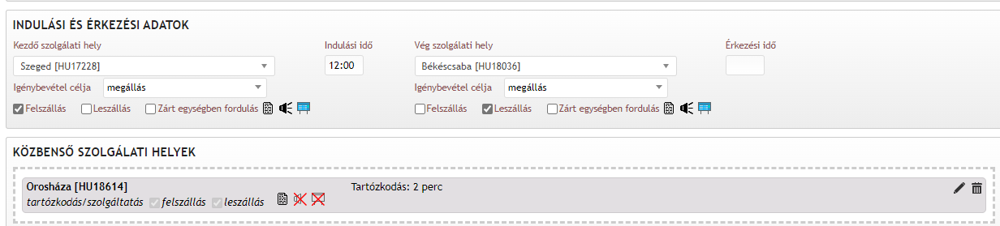 INDULÁSI ÉS ÉRKEZÉSI ADATOK
Kezdő szolgálati hely Indulási idő Vég szolgálati hely Érkezési idő
Szeged [HU17228] 12:00 Békéscsaba [HU18036]
Igénybevétel célja megállás Igénybevétel célja megállás
Felszállás Leszállás Zárt egységben fordulás Felszállás Leszállás Zárt egységben fordulás
KÖZBENSŐ SZOLGÁLATI HELYEK
Orosháza [HU18614] Tartózkodás: 2 perc
tartózkodás/szolgáltatás felszállás leszállás